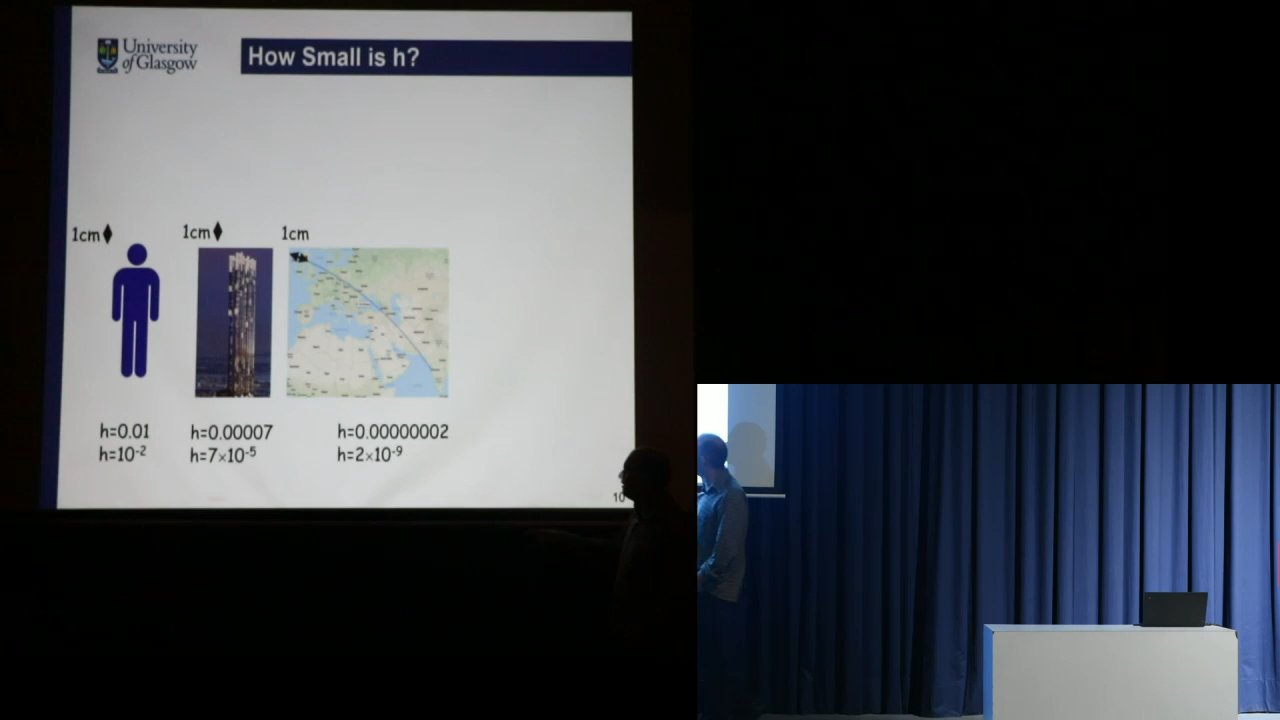 University
of Glasgow
How Small is h?
1cm
1cm
1cm
h=0.01
h=10⁻²
h=0.00007
h=7×10⁻⁵
h=0.00000002
h=2×10⁻⁹
10